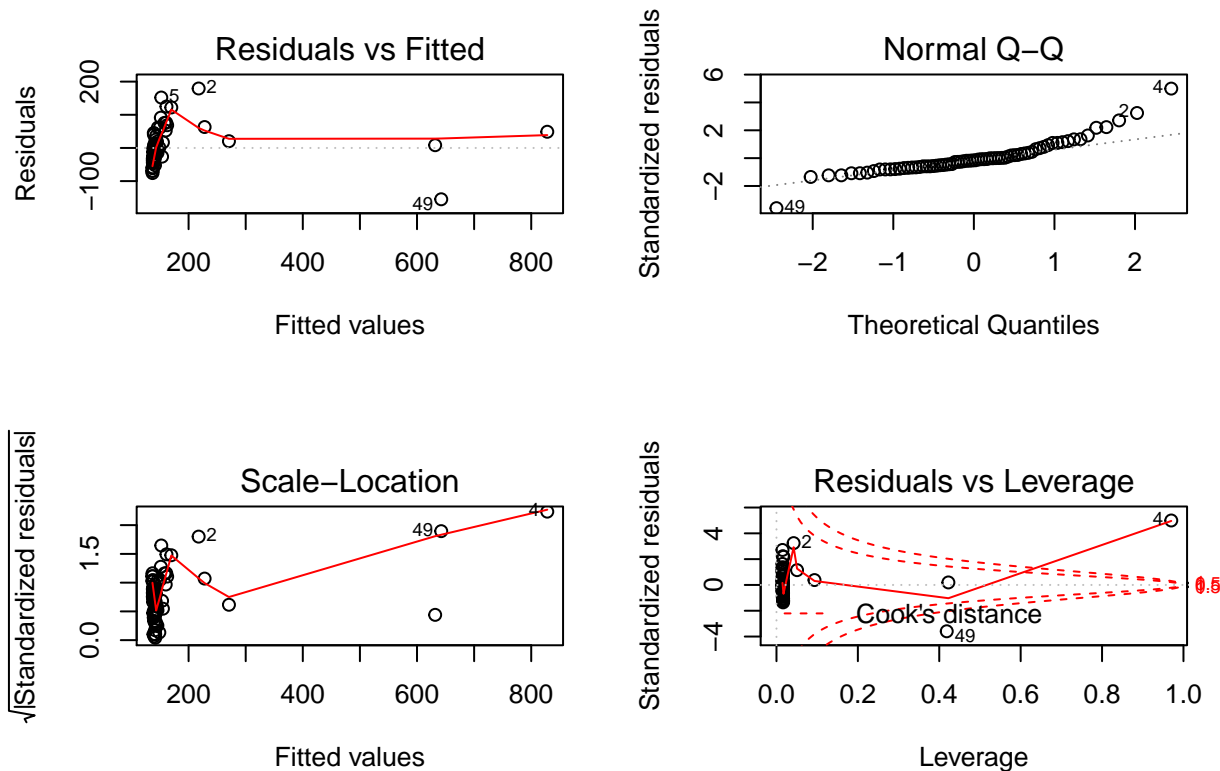 Residuals vs Fitted
Residuals
200
−100
5
2
49
200 400 600 800
Fitted values
Normal Q−Q
Standardized residuals
6
2
−2
4
2
49
−2 −1 0 1 2
Theoretical Quantiles
Scale−Location
√|Standardized residuals|
1.5
0.0
2
49
4
200 400 600 800
Fitted values
Residuals vs Leverage
Standardized residuals
4
0
−4
2
4
Cook's distance
49
0.0 0.2 0.4 0.6 0.8 1.0
Leverage